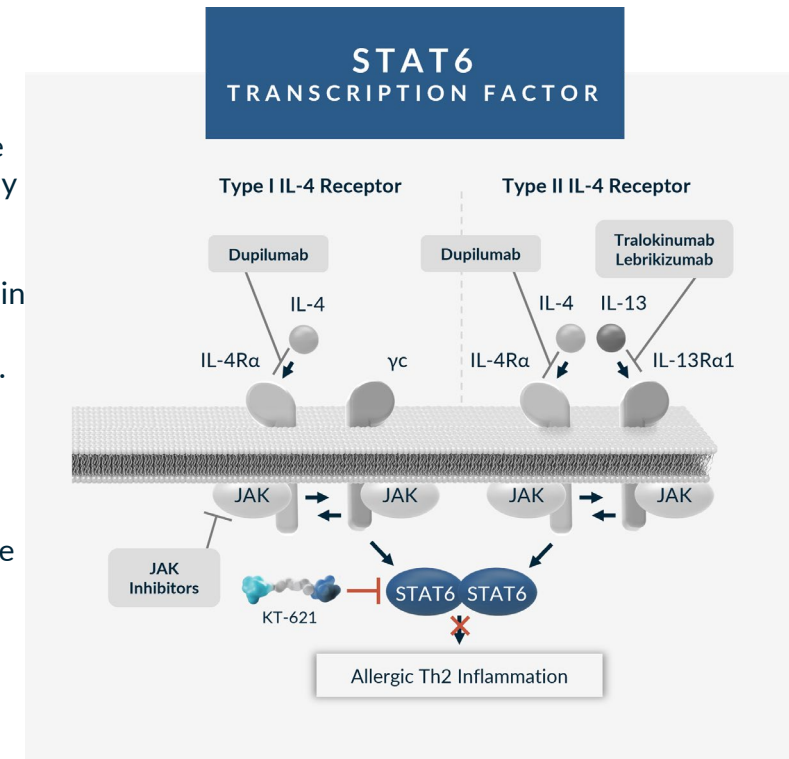 STAT6
TRANSCRIPTION FACTOR
e
y
in
.
e
Type I IL-4 Receptor
Type II IL-4 Receptor
Dupilumab
Dupilumab
Tralokinumab
Lebrikizumab
IL-4
IL-4
IL-13
IL-4Rα
γc
IL-4Rα
IL-13Rα1
JAK
JAK
JAK
JAK
JAK
Inhibitors
KT-621
STAT6
STAT6
Allergic Th2 Inflammation